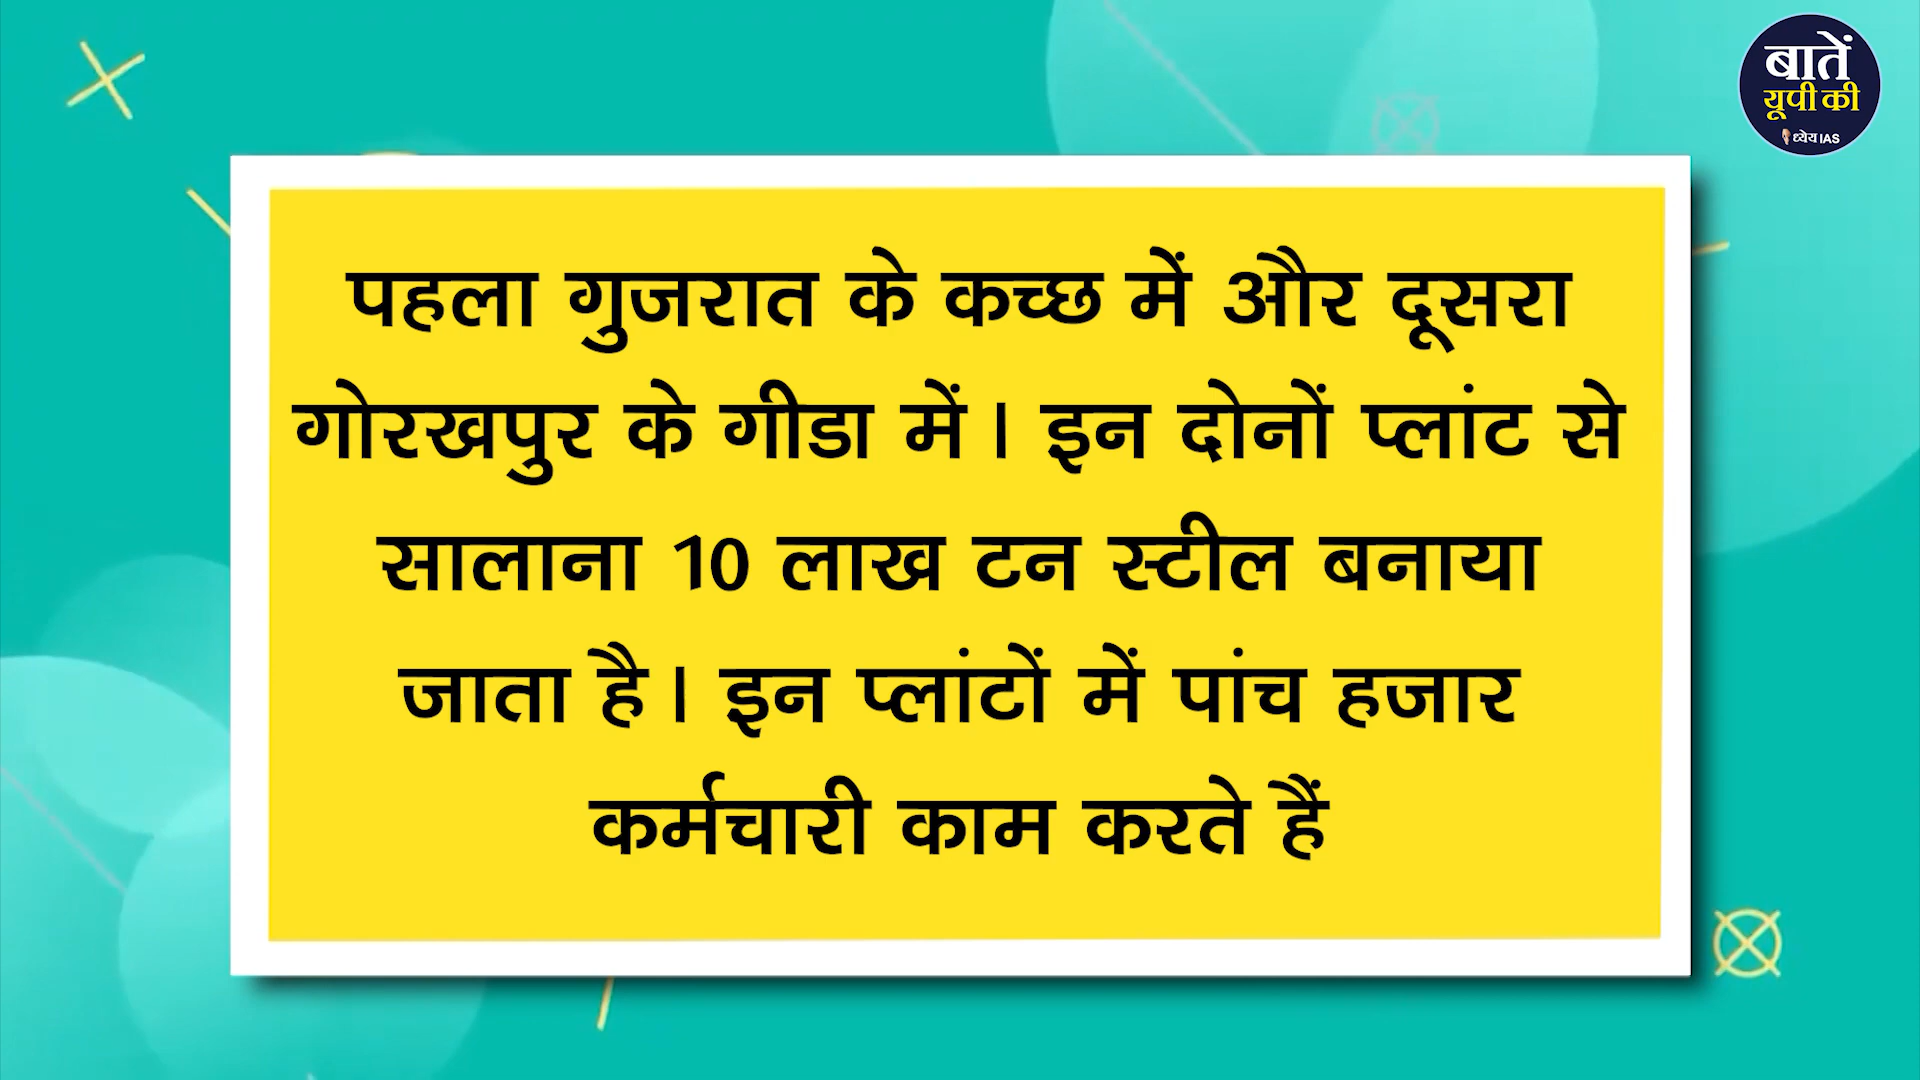 बातें
यूपी की
ध्येय IAS
पहला गुजरात के कच्छ में और दूसरा
गोरखपुर के गीडा में। इन दोनों प्लांट से
सालाना 10 लाख टन स्टील बनाया
जाता है। इन प्लांटों में पांच हजार
कर्मचारी काम करते हैं